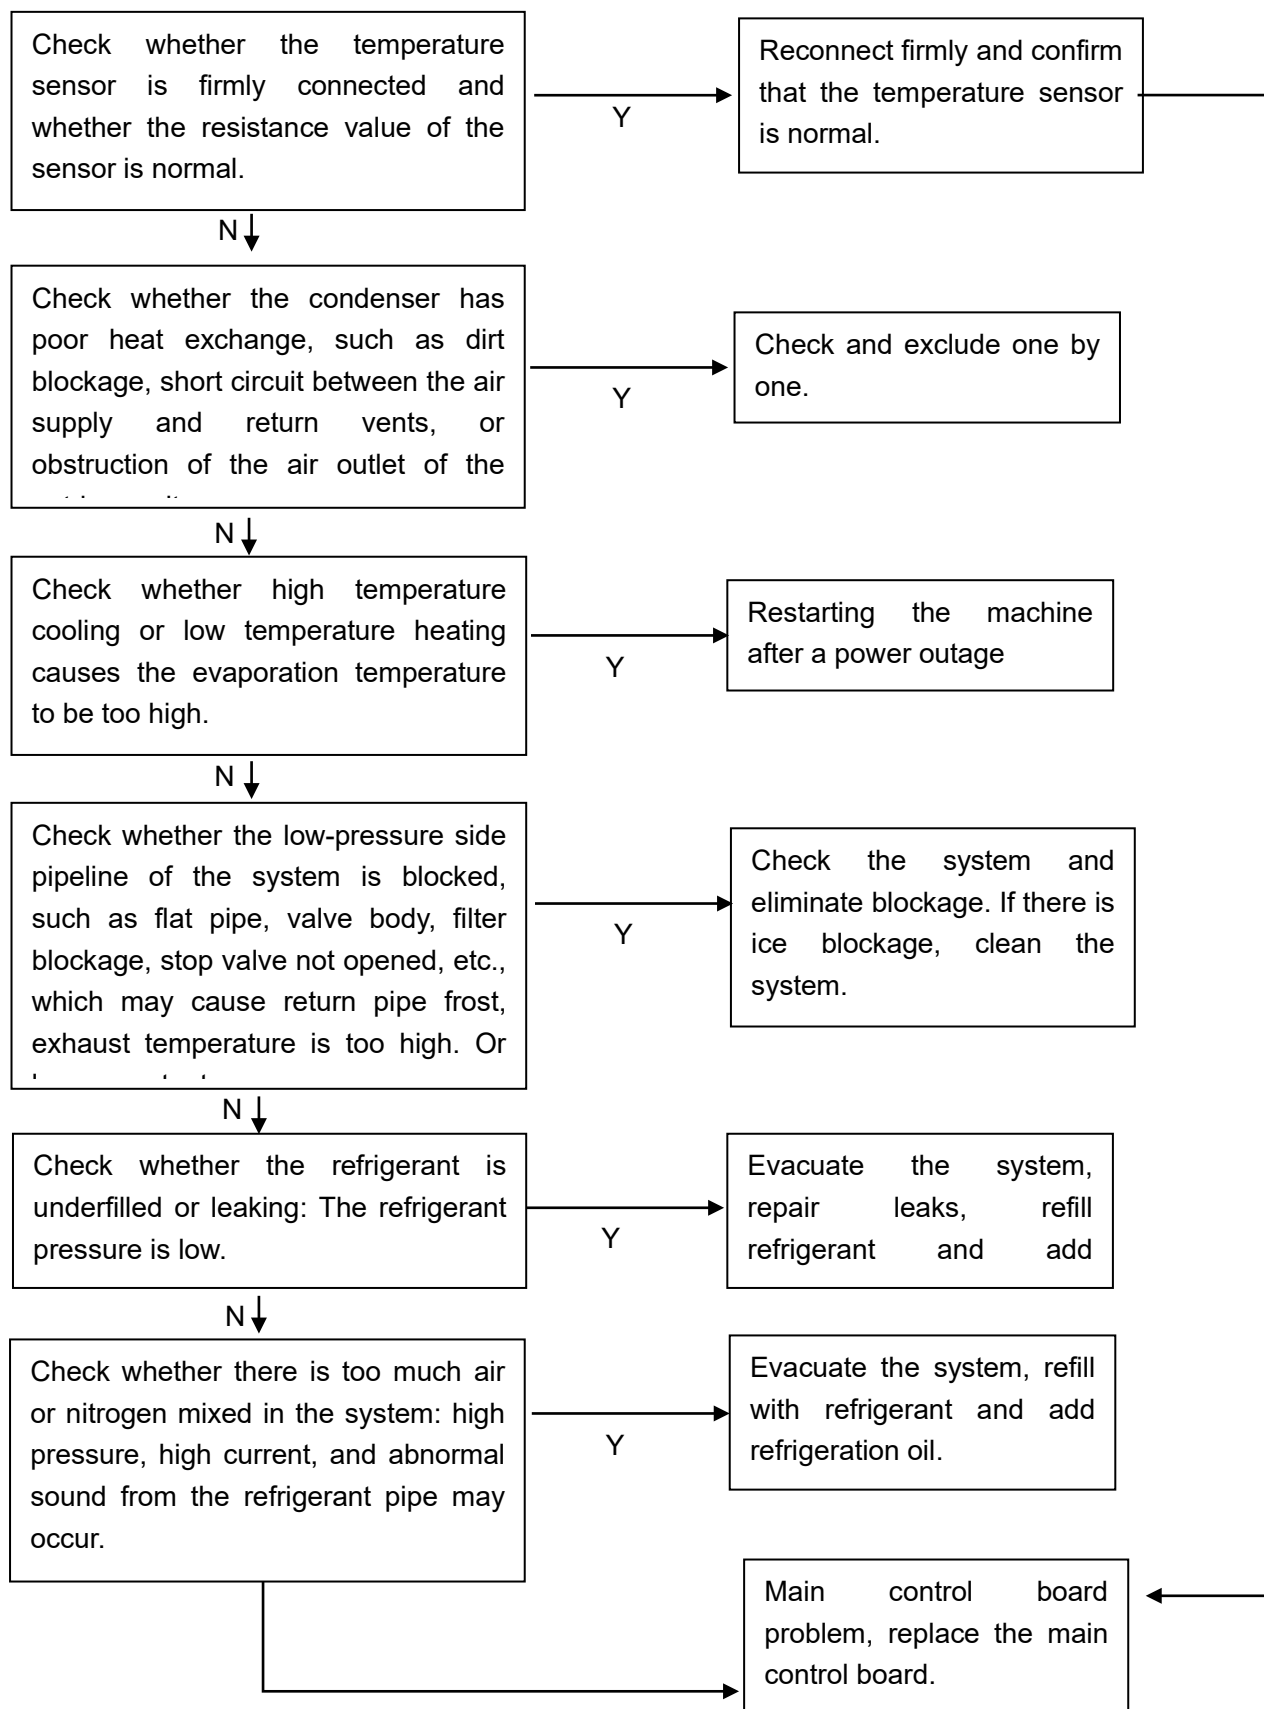 Check whether the temperature
sensor is firmly connected and
whether the resistance value of the
sensor is normal.
Y
Reconnect firmly and confirm
that the temperature sensor
is normal.
N
Check whether the condenser has
poor heat exchange, such as dirt
blockage, short circuit between the air
supply and return vents, or
obstruction of the air outlet of the
Y
Check and exclude one by
one.
N
Check whether high temperature
cooling or low temperature heating
causes the evaporation temperature
to be too high.
Y
Restarting the machine
after a power outage
N
Check whether the low-pressure side
pipeline of the system is blocked,
such as flat pipe, valve body, filter
blockage, stop valve not opened, etc.,
which may cause return pipe frost,
exhaust temperature is too high. Or
Y
Check the system and
eliminate blockage. If there is
ice blockage, clean the
system.
N
Check whether the refrigerant is
underfilled or leaking: The refrigerant
pressure is low.
Y
Evacuate the system,
repair leaks, refill
refrigerant and add
N
Check whether there is too much air
or nitrogen mixed in the system: high
pressure, high current, and abnormal
sound from the refrigerant pipe may
occur.
Y
Evacuate the system, refill
with refrigerant and add
refrigeration oil.
Main control board
problem, replace the main
control board.